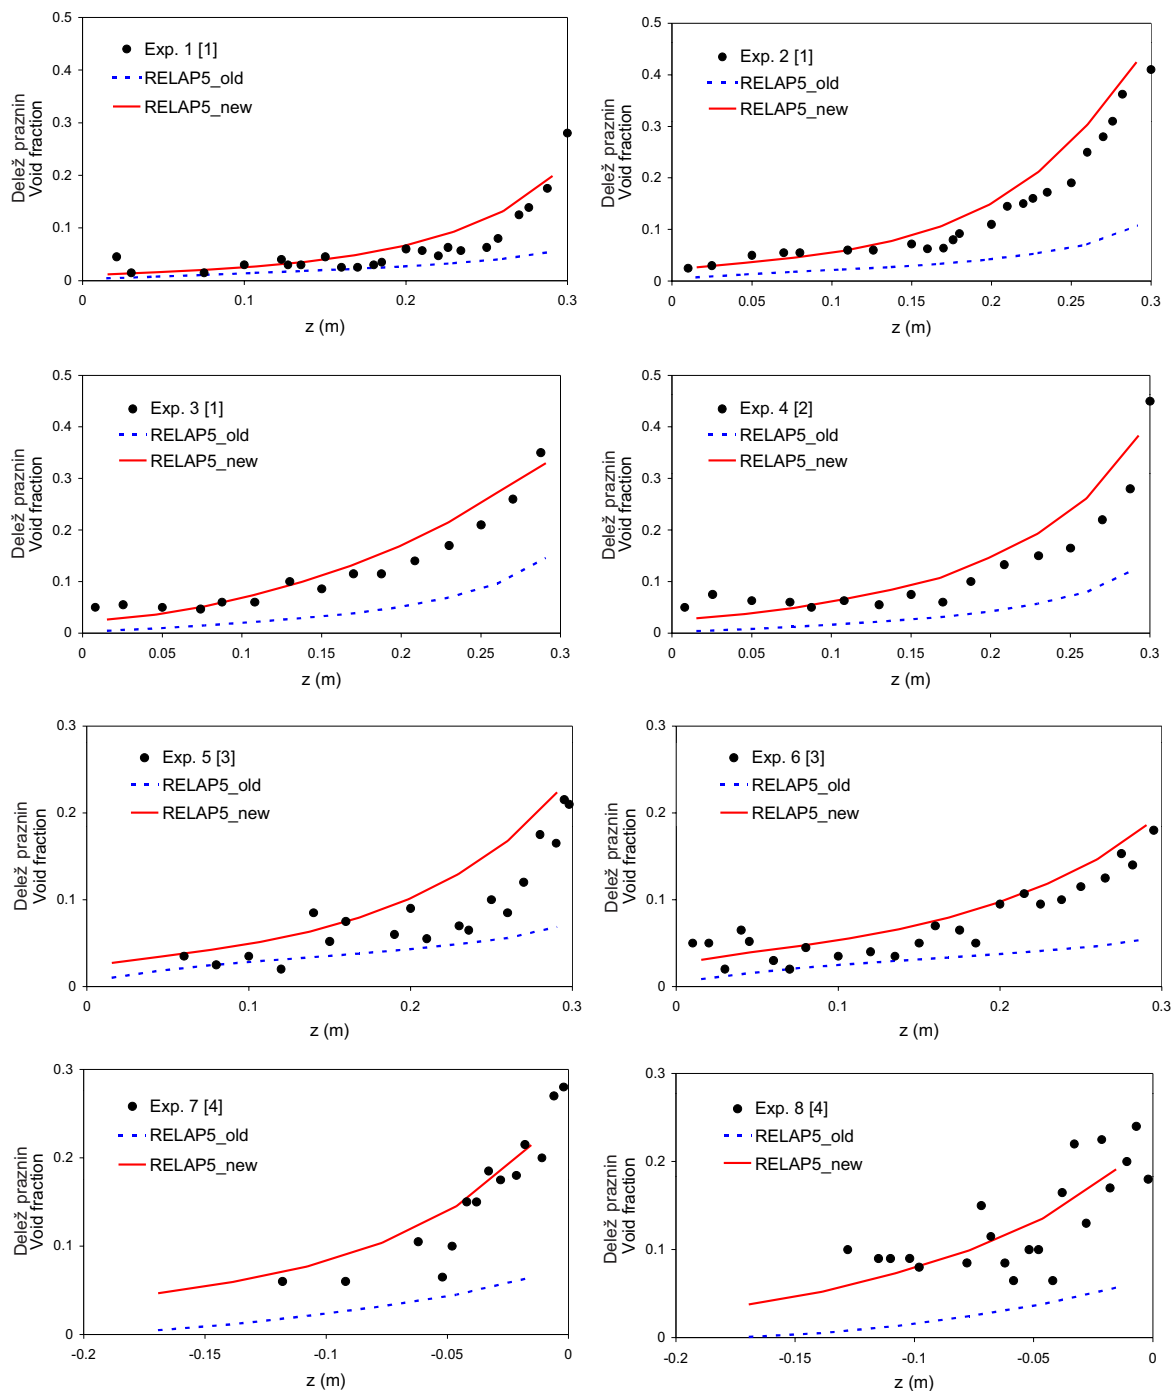 0.5
0.4
0.3
0.2
0.1
0
Delež praznin
Void fraction
Exp. 1 [1]
RELAP5_old
RELAP5_new
0
0.1
0.2
0.3
z (m)
0.5
0.4
0.3
0.2
0.1
0
Delež praznin
Void fraction
Exp. 2 [1]
RELAP5_old
RELAP5_new
0
0.05
0.1
0.15
0.2
0.25
0.3
z (m)
0.5
0.4
0.3
0.2
0.1
0
Delež praznin
Void fraction
Exp. 3 [1]
RELAP5_old
RELAP5_new
0
0.05
0.1
0.15
0.2
0.25
0.3
z (m)
0.5
0.4
0.3
0.2
0.1
0
Delež praznin
Void fraction
Exp. 4 [2]
RELAP5_old
RELAP5_new
0
0.05
0.1
0.15
0.2
0.25
0.3
z (m)
0.3
0.2
0.1
0
Delež praznin
Void fraction
Exp. 5 [3]
RELAP5_old
RELAP5_new
0
0.1
0.2
0.3
z (m)
0.3
0.2
0.1
0
Delež praznin
Void fraction
Exp. 6 [3]
RELAP5_old
RELAP5_new
0
0.1
0.2
0.3
z (m)
0.3
0.2
0.1
0
Delež praznin
Void fraction
Exp. 7 [4]
RELAP5_old
RELAP5_new
-0.2
-0.15
-0.1
-0.05
0
z (m)
0.3
0.2
0.1
0
Delež praznin
Void fraction
Exp. 8 [4]
RELAP5_old
RELAP5_new
-0.2
-0.15
-0.1
-0.05
0
z (m)